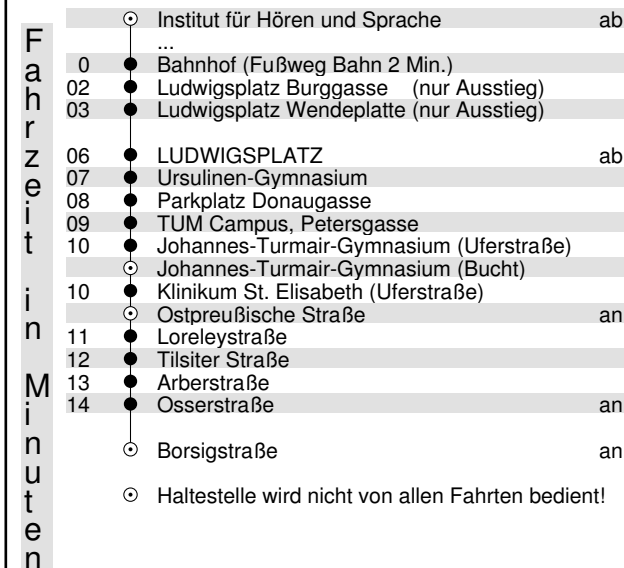 Fahrzeit in Minuten
Institut für Hören und Sprache ab
...
0 Bahnhof (Fußweg Bahn 2 Min.)
02 Ludwigsplatz Burggasse (nur Ausstieg)
03 Ludwigsplatz Wendeplatte (nur Ausstieg)
06 LUDWIGSPLATZ ab
07 Ursulinen-Gymnasium
08 Parkplatz Donaugasse
09 TUM Campus, Petersgasse
10 Johannes-Turmair-Gymnasium (Uferstraße)
Johannes-Turmair-Gymnasium (Bucht)
10 Klinikum St. Elisabeth (Uferstraße)
Ostpreußische Straße an
11 Loreleystraße
12 Tilsiter Straße
13 Arberstraße
14 Osserstraße an
Borsigstraße an
Haltestelle wird nicht von allen Fahrten bedient!